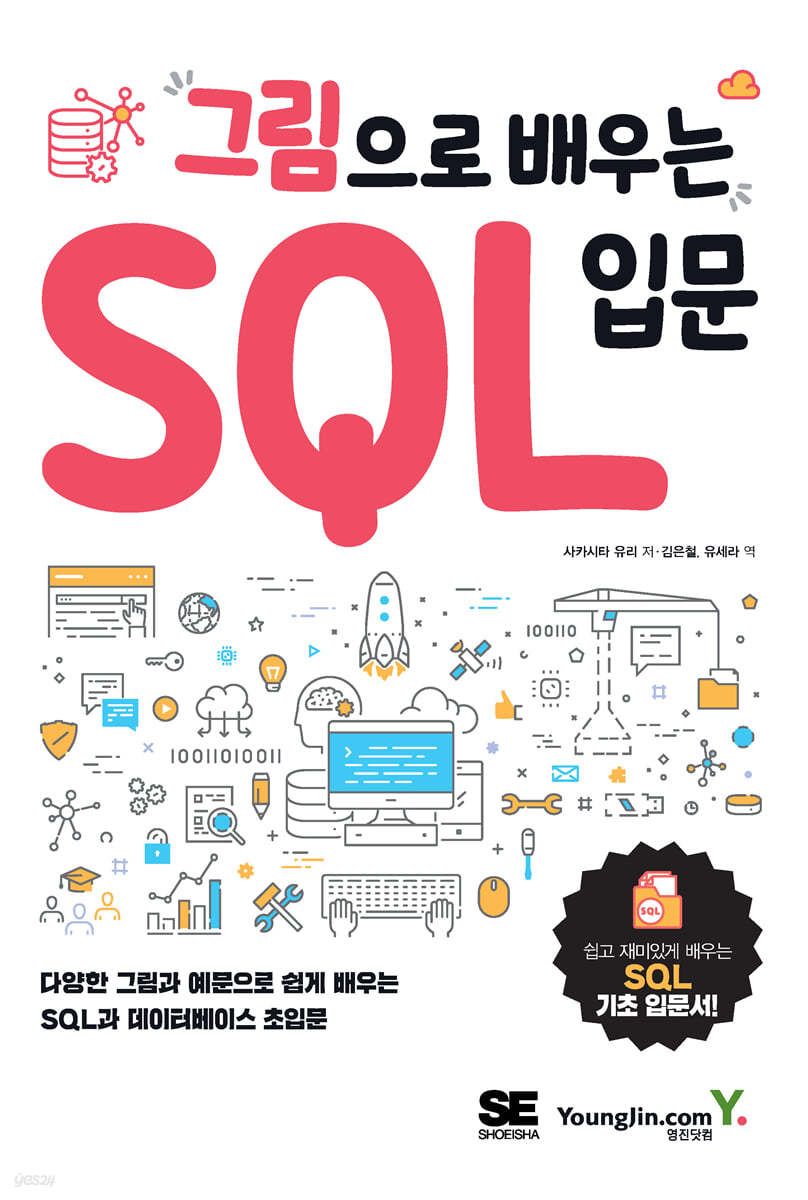 그림으로 배우는
SQL 입문
사카시타 유리 저 · 김은철, 유세라 역
100110
10011010011
SQL
쉽고 재미있게 배우는
SQL
기초 입문서!
다양한 그림과 예문으로 쉽게 배우는
SQL과 데이터베이스 초입문
SE
SHOEISHA
YoungJin.com Y.
영진닷컴
yes24